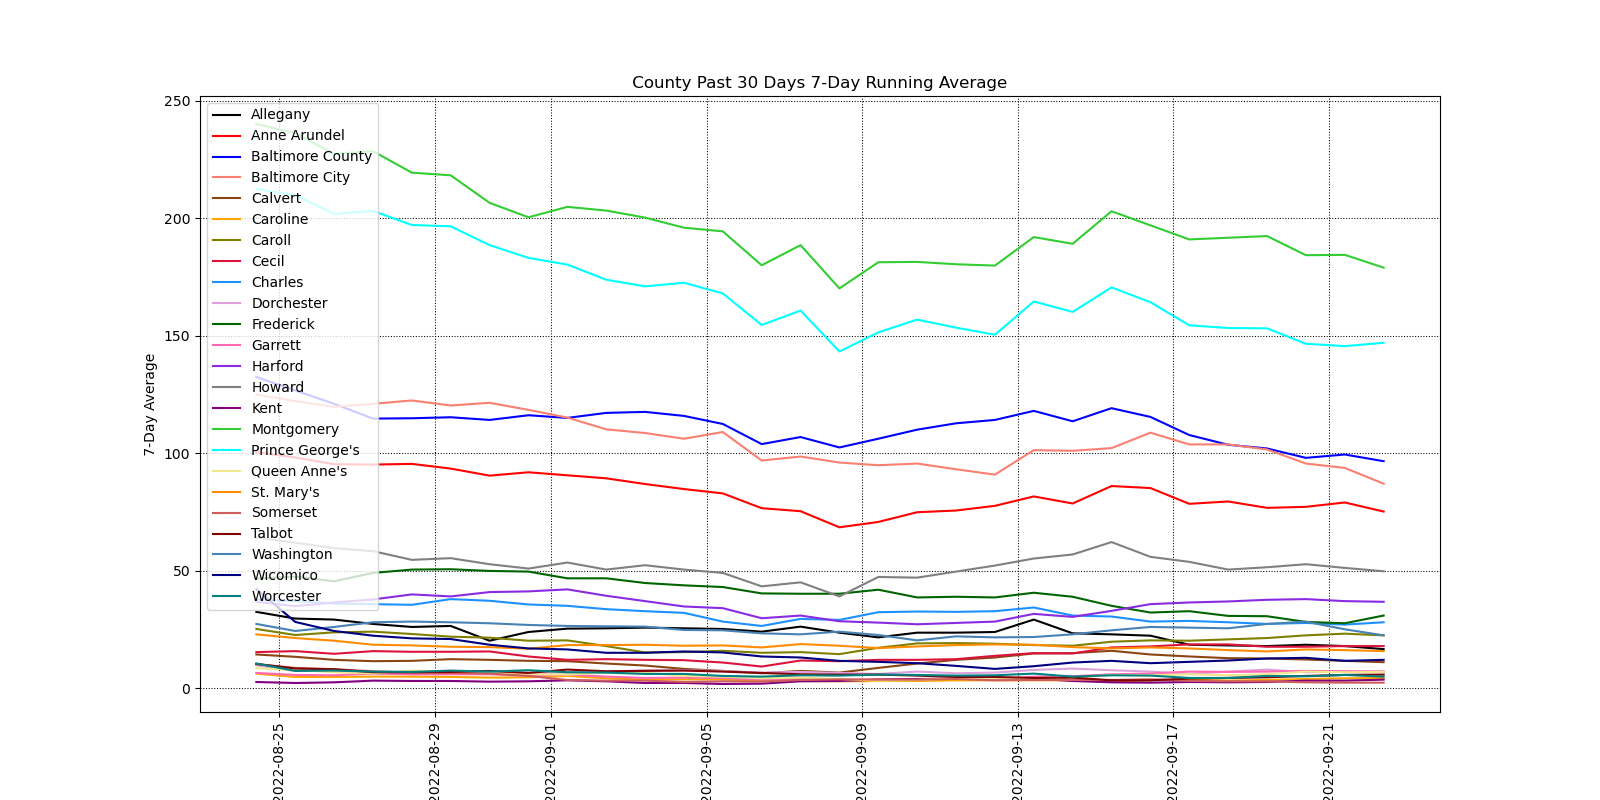 County Past 30 Days 7-Day Running Average
7-Day Average
250
200
150
100
50
0
Allegany
Anne Arundel
Baltimore County
Baltimore City
Calvert
Caroline
Caroll
Cecil
Charles
Dorchester
Frederick
Garrett
Harford
Howard
Kent
Montgomery
Prince George's
Queen Anne's
St. Mary's
Somerset
Talbot
Washington
Wicomico
Worcester
2022-08-25
2022-08-29
2022-09-01
2022-09-05
2022-09-09
2022-09-13
2022-09-17
2022-09-21